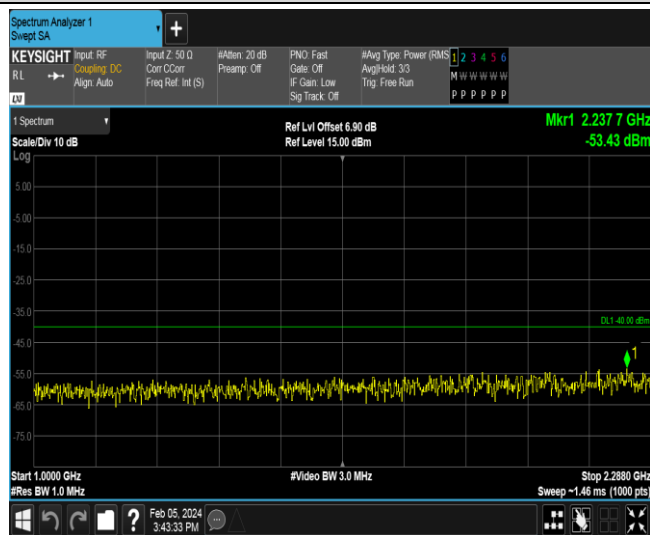 Spectrum Analyzer 1
Swept SA
+
KEYSIGHT
RL
LXI
Input: RF
Coupling: DC
Align: Auto
Input Z: 50 Ω
Corr CCorr
Freq Ref: Int (S)
#Atten: 20 dB
Preamp: Off
PNO: Fast
Gate: Off
IF Gain: Low
Sig Track: Off
#Avg Type: Power (RMS
Avg|Hold: 3/3
Trig: Free Run
1 2 3 4 5 6
M W W W W W
P P P P P P
1 Spectrum
Scale/Div 10 dB
Log
Ref Lvl Offset 6.90 dB
Ref Level 15.00 dBm
Mkr1 2.237 7 GHz
-53.43 dBm
5.00
-5.00
-15.0
-25.0
-35.0
DL1 -40.00 dBm
-45.0
1
-55.0
-65.0
-75.0
Start 1.0000 GHz
#Res BW 1.0 MHz
#Video BW 3.0 MHz
Stop 2.2880 GHz
Sweep ~1.46 ms (1000 pts)
?
Feb 05, 2024
3:43:33 PM